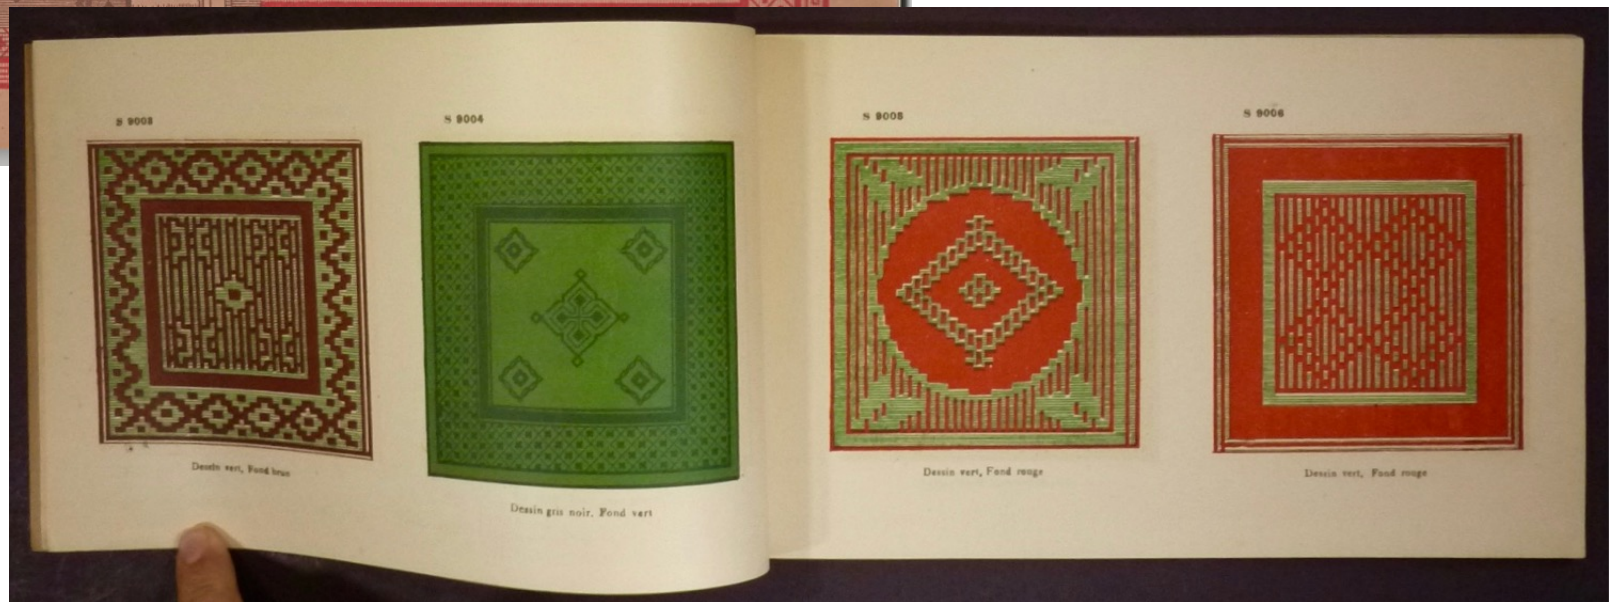 S 9003
S 9004
S 9005
S 9006
Dessin vert, Fond brun
Dessin gris noir, Fond vert
Dessin vert, Fond rouge
Dessin vert, Fond rouge